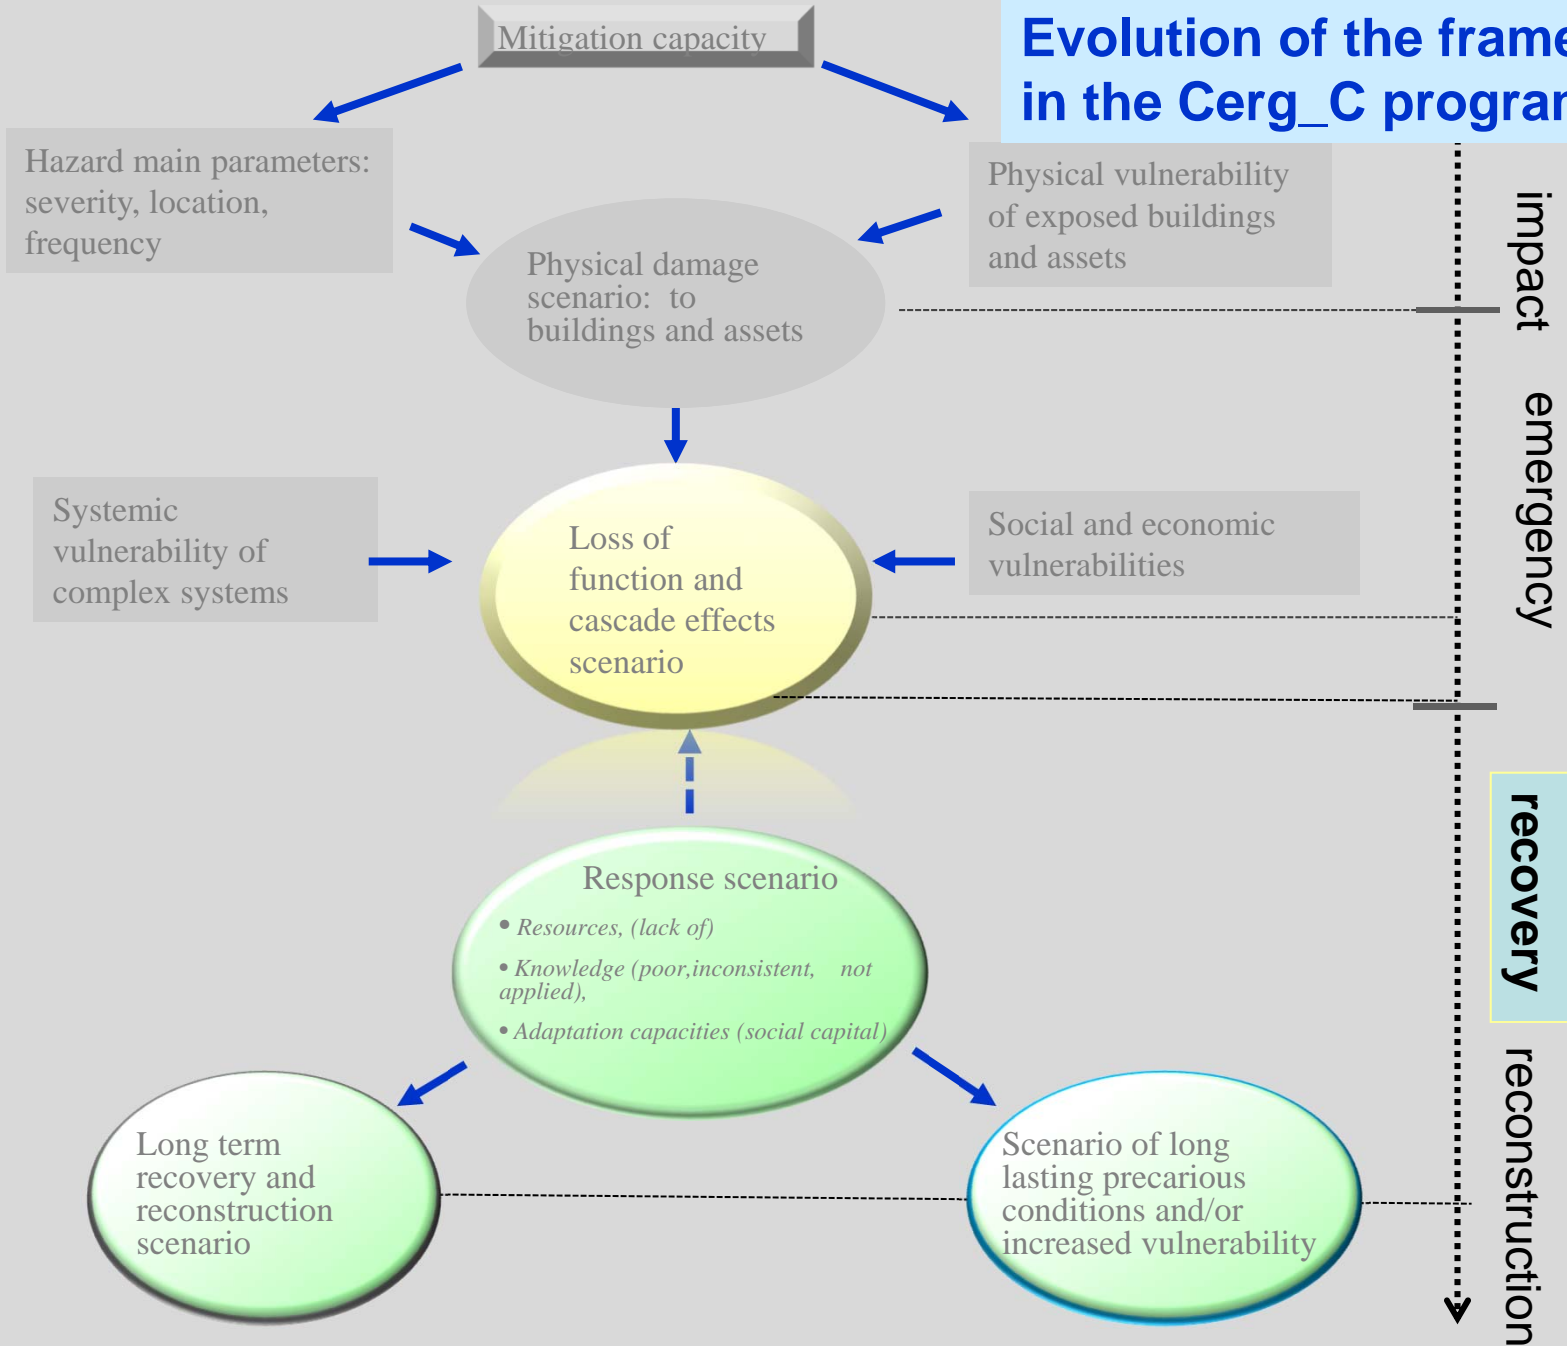 Mitigation capacity
Evolution of the frame
in the Cerg_C program
Hazard main parameters:
severity, location,
frequency
Physical vulnerability
of exposed buildings
and assets
Physical damage
scenario: to
buildings and assets
impact
emergency
Systemic
vulnerability of
complex systems
Loss of
function and
cascade effects
scenario
Social and economic
vulnerabilities
recovery
Response scenario
• Resources, (lack of)
• Knowledge (poor,inconsistent, not
applied),
• Adaptation capacities (social capital)
Long term
recovery and
reconstruction
scenario
Scenario of long
lasting precarious
conditions and/or
increased vulnerability
reconstruction